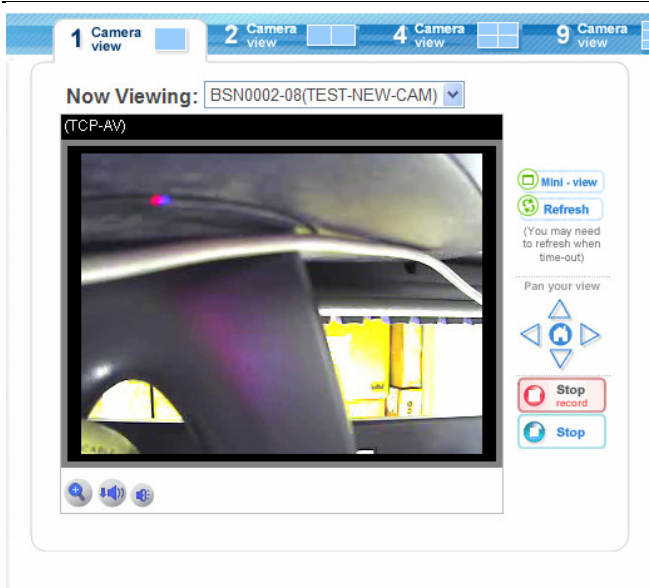 1 Camera view
2 Camera view
4 Camera view
9 Camera view
Now Viewing: BSN0002-08(TEST-NEW-CAM)
(TCP-AV)
Mini - view
Refresh
(You may need
to refresh when
time-out)
Pan your view
Stop
record
Stop